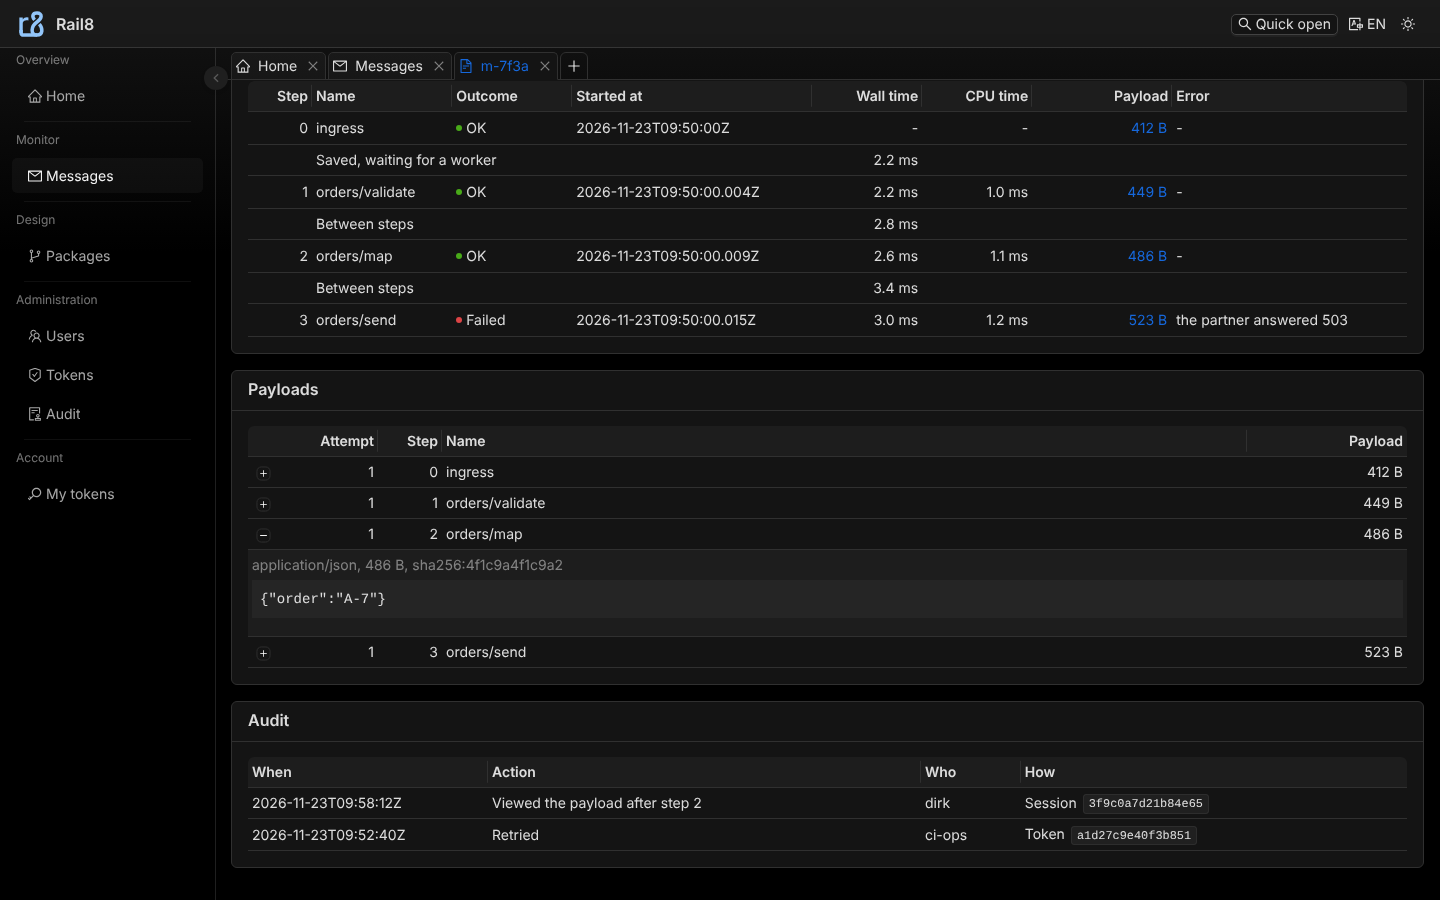 r8 Rail8 Quick open EN
Overview
Home
Monitor
Messages
Design
Packages
Administration
Users
Tokens
Audit
Account
My tokens
Home Messages m-7f3a
Step Name Outcome Started at Wall time CPU time Payload Error
0 ingress OK 2026-11-23T09:50:00Z - - 412 B -
Saved, waiting for a worker 2.2 ms
1 orders/validate OK 2026-11-23T09:50:00.004Z 2.2 ms 1.0 ms 449 B -
Between steps 2.8 ms
2 orders/map OK 2026-11-23T09:50:00.009Z 2.6 ms 1.1 ms 486 B -
Between steps 3.4 ms
3 orders/send Failed 2026-11-23T09:50:00.015Z 3.0 ms 1.2 ms 523 B the partner answered 503
Payloads
Attempt Step Name Payload
1 0 ingress 412 B
1 1 orders/validate 449 B
1 2 orders/map 486 B
application/json, 486 B, sha256:4f1c9a4f1c9a2
{"order":"A-7"}
1 3 orders/send 523 B
Audit
When Action Who How
2026-11-23T09:58:12Z Viewed the payload after step 2 dirk Session 3f9c0a7d21b84e65
2026-11-23T09:52:40Z Retried ci-ops Token a1d27c9e40f3b851